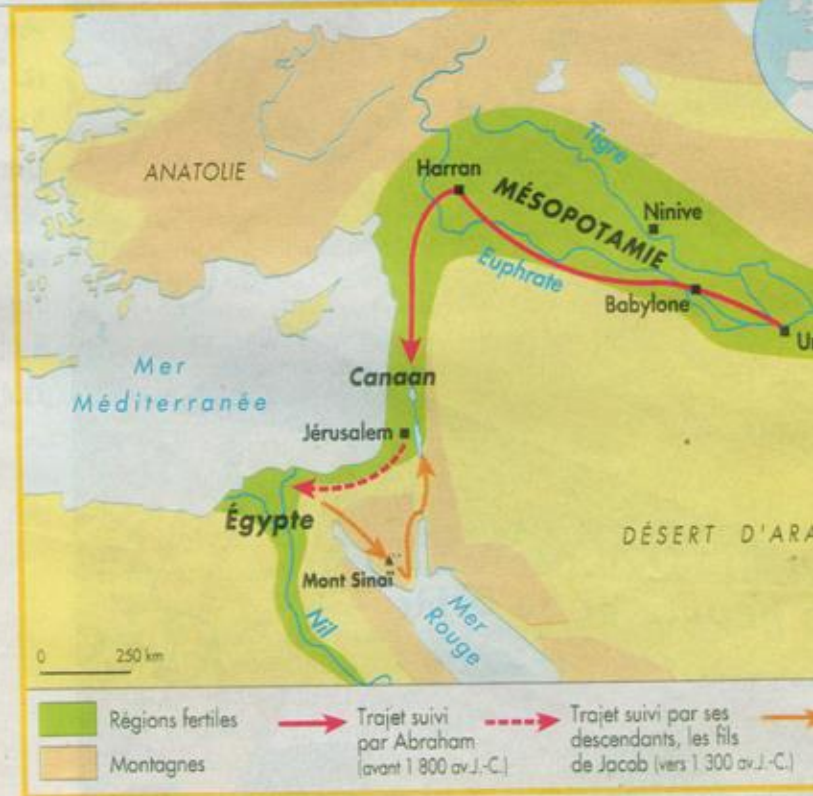 ANATOLIE
Harran
Tigre
MÉSOPOTAMIE
Ninive
Euphrate
Babylone
Ur
Mer
Méditerranée
Canaan
Jérusalem
Égypte
DÉSERT D'ARA
Mont Sinaï
Mer
Rouge
Nil
0 250 km
Régions fertiles
Montagnes
Trajet suivi
par Abraham
(avant 1 800 av.J.-C.)
Trajet suivi par ses
descendants, les fils
de Jacob (vers 1 300 av.J.-C.)